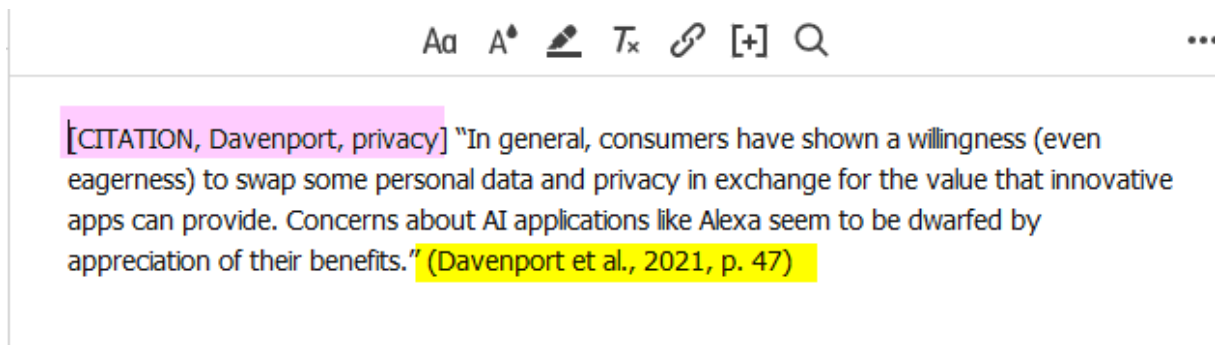 Aa A Tx [+]
[CITATION, Davenport, privacy] “In general, consumers have shown a willingness (even
eagerness) to swap some personal data and privacy in exchange for the value that innovative
apps can provide. Concerns about AI applications like Alexa seem to be dwarfed by
appreciation of their benefits.” (Davenport et al., 2021, p. 47)